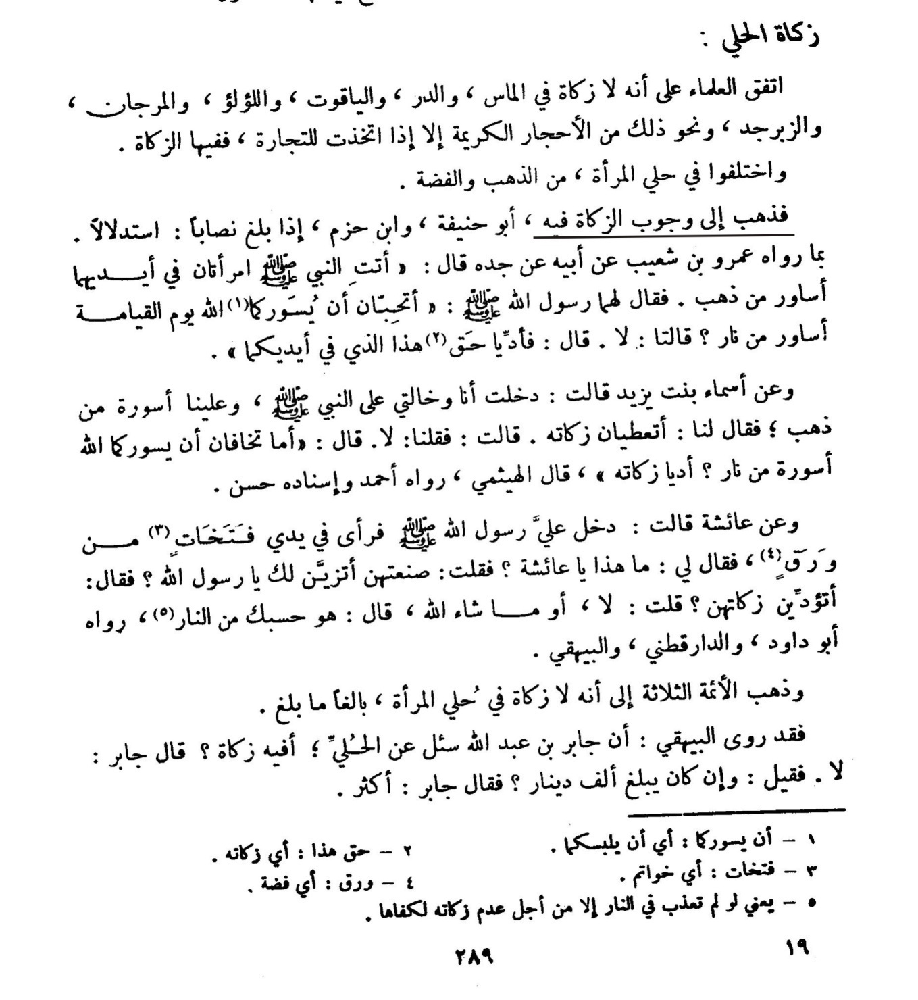 زكاة الحلي :
اتفق العلماء على أنه لا زكاة في الماس ، والدر ، والياقوت ، واللؤلؤ ، والمرجان ،
والزبرجد ، ونحو ذلك من الأحجار الكريمة إلا إذا اتخذت للتجارة ، ففيها الزكاة .
واختلفوا في حلي المرأة ، من الذهب والفضة .
فذهب إلى وجوب الزكاة فيه ، أبو حنيفة ، وابن حزم ، إذا بلغ نصاباً : استدلالاً .
بما رواه عمرو بن شعيب عن أبيه عن جده قال : « أتتِ النبي ﷺ امرأتان في أيديهما
أساور من ذهب . فقال لهما رسول الله ﷺ : « أتحِبّان أن يُسَوركما(١) الله يوم القيامة
أساور من نار ؟ قالتا : لا . قال : فأدِّيا حَق(٢) هذا الذي في أيديكما » .
وعن أسماء بنت يزيد قالت : دخلت أنا وخالتي على النبي ﷺ ، وعلينا أسورة من
ذهب ؛ فقال لنا : أتعطيان زكاته . قالت : فقلنا: لا. قال : «أما تخافان أن يسوركما الله
أسورة من نار ؟ أديا زكاته » ، قال الهيثمي ، رواه أحمد وإسناده حسن .
وعن عائشة قالت : دخل عليَّ رسول الله ﷺ فرأى في يدي فَتَخَاتٍ(٣) من
وَرَقٍ(٤) ، فقال لي : ما هذا يا عائشة ؟ فقلت: صنعتهن أتزيَّن لك يا رسول الله ؟ فقال:
أتؤدِّين زكاتهن ؟ قلت : لا ، أو ما شاء الله ، قال : هو حسبك من النار(٥) ، رواه
أبو داود ، والدارقطني ، والبيهقي .
وذهب الأئمة الثلاثة إلى أنه لا زكاة في حُلي المرأة ، بالغاً ما بلغ .
فقد روى البيهقي : أن جابر بن عبد الله سئل عن الحُليِّ ؛ أفيه زكاة ؟ قال جابر :
لا . فقيل : وإن كان يبلغ ألف دينار ؟ فقال جابر : أكثر .
١ – أن يسوركما : أي أن يلبسكما . ٢ – حق هذا : أي زكاته .
٣ – فتخات : أي خواتم . ٤ – ورق : أي فضة .
٥ – يعني لو لم تعذب في النار إلا من أجل عدم زكاته لكفاها .
١٩ ٢٨٩